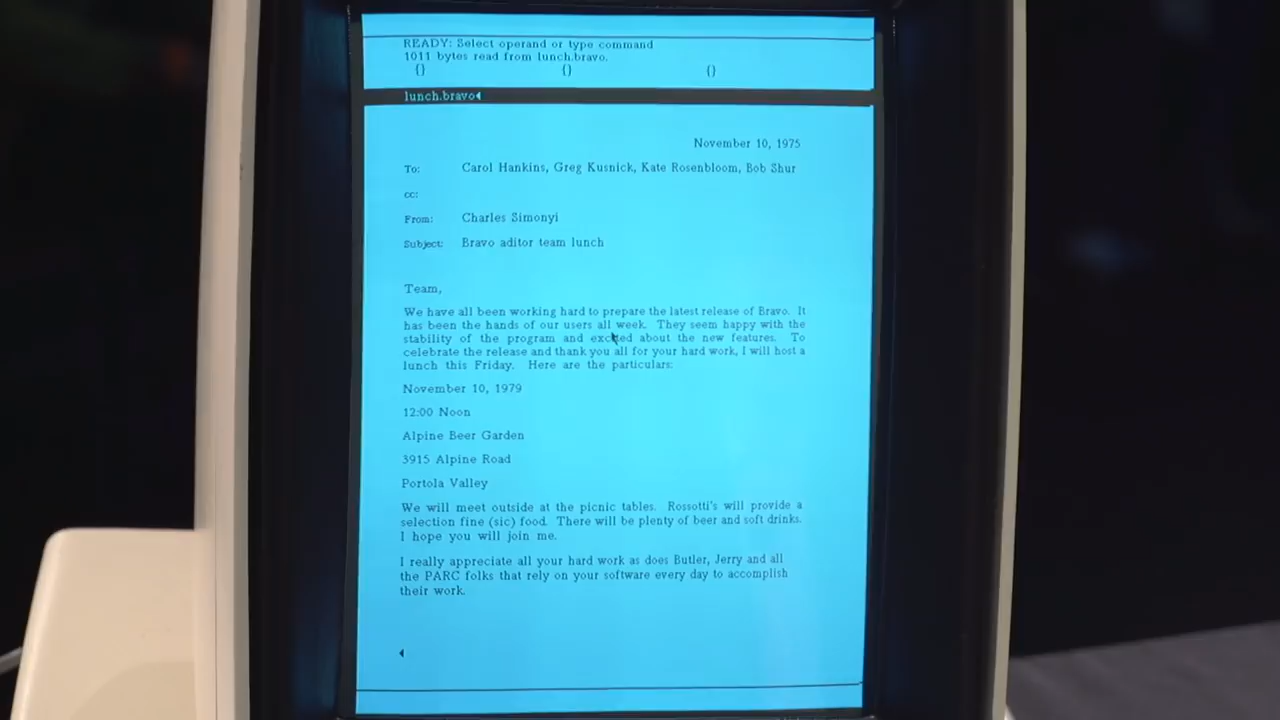 READY: Select operand or type command
1011 bytes read from lunch.bravo.
{} {} {}
lunch.bravo
November 10, 1975
To: Carol Hankins, Greg Kusnick, Kate Rosenbloom, Bob Shur
cc:
From: Charles Simonyi
Subject: Bravo aditor team lunch
Team,
We have all been working hard to prepare the latest release of Bravo. It
has been the hands of our users all week. They seem happy with the
stability of the program and excited about the new features. To
celebrate the release and thank you all for your hard work, I will host a
lunch this Friday. Here are the particulars:
November 10, 1979
12:00 Noon
Alpine Beer Garden
3915 Alpine Road
Portola Valley
We will meet outside at the picnic tables. Rossotti's will provide a
selection fine (sic) food. There will be plenty of beer and soft drinks.
I hope you will join me.
I really appreciate all your hard work as does Butler, Jerry and all
the PARC folks that rely on your software every day to accomplish
their work.